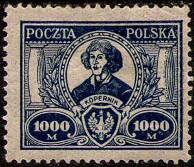 POCZTA POLSKA
KOPERNIK
1000 1000
M M